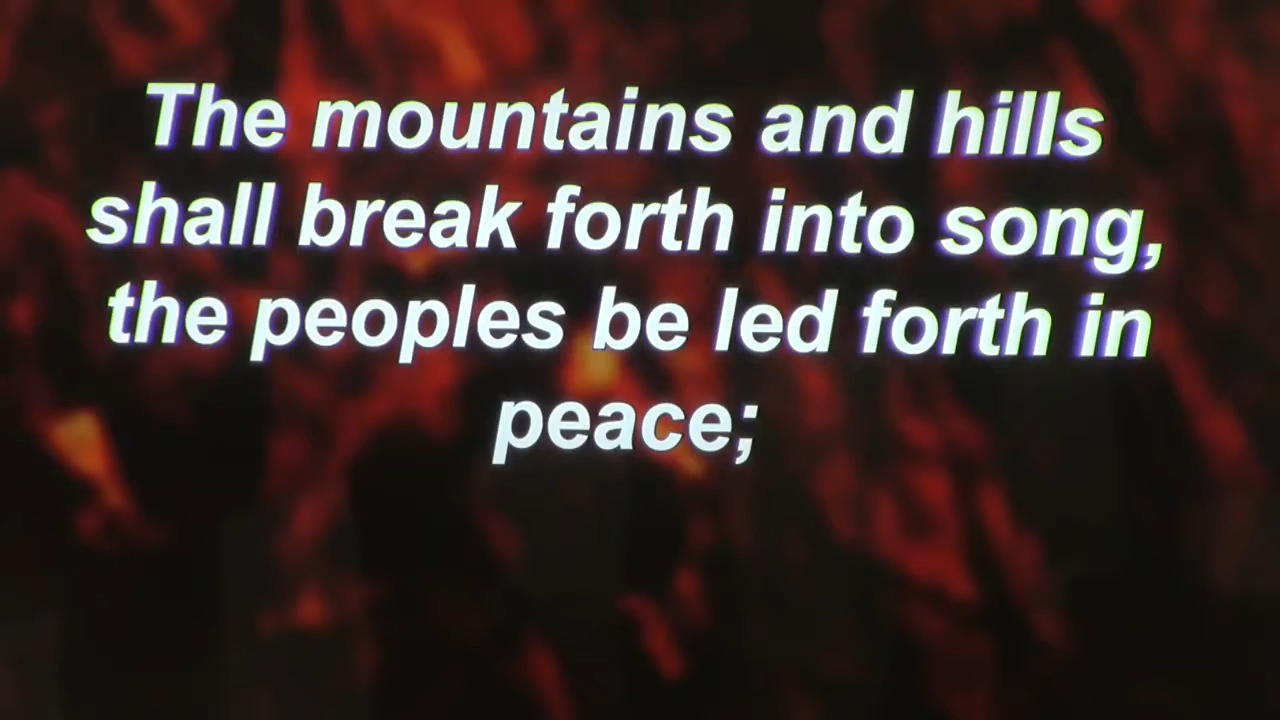 The mountains and hills
shall break forth into song,
the peoples be led forth in
peace;